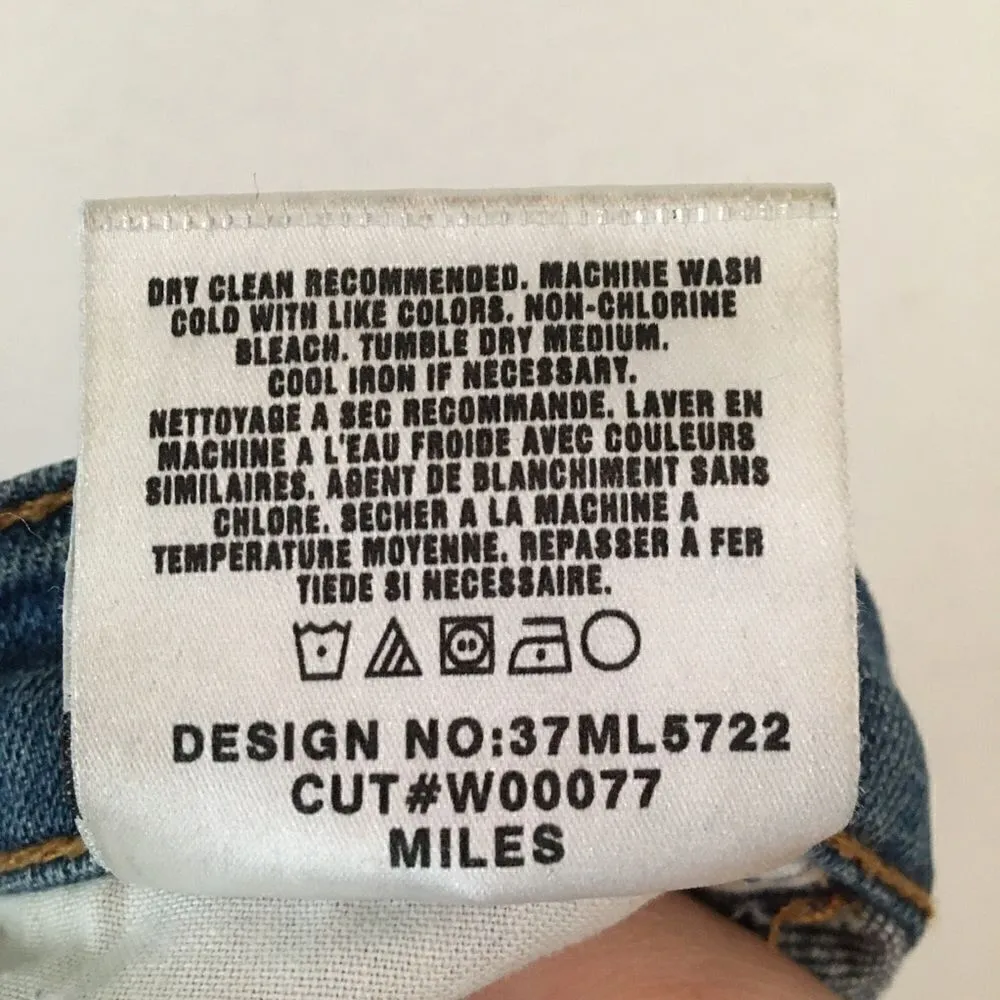 DRY CLEAN RECOMMENDED. MACHINE WASH
COLD WITH LIKE COLORS. NON-CHLORINE
BLEACH. TUMBLE DRY MEDIUM.
COOL IRON IF NECESSARY.
NETTOYAGE A SEC RECOMMANDE. LAVER EN
MACHINE A L'EAU FROIDE AVEC COULEURS
SIMILAIRES. AGENT DE BLANCHIMENT SANS
CHLORE. SECHER A LA MACHINE A
TEMPERATURE MOYENNE. REPASSER A FER
TIEDE SI NECESSAIRE.
DESIGN NO:37ML5722
CUT#W00077
MILES